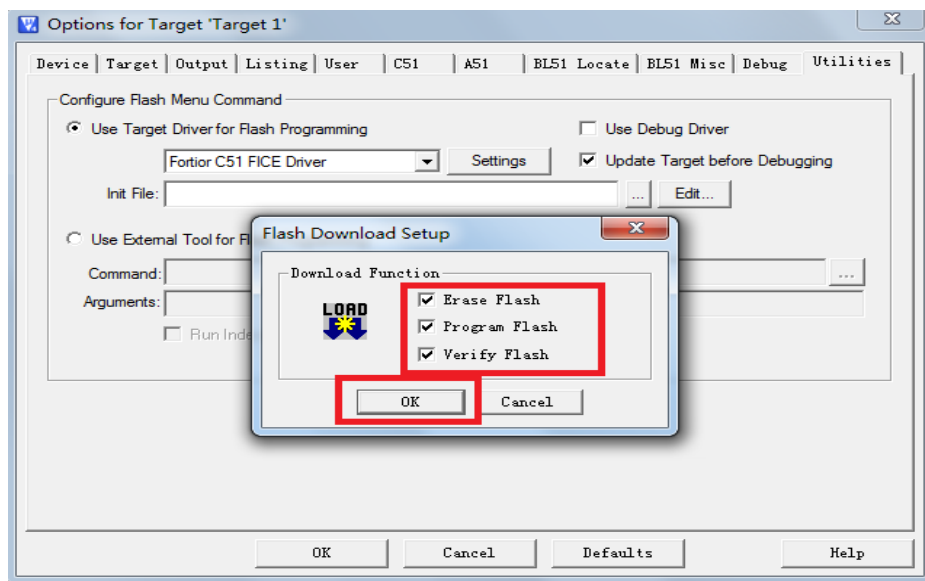 Options for Target 'Target 1'
Device Target Output Listing User C51 A51 BL51 Locate BL51 Misc Debug Utilities
Configure Flash Menu Command
Use Target Driver for Flash Programming Use Debug Driver
Fortior C51 FICE Driver Settings Update Target before Debugging
Init File: ... Edit...
Flash Download Setup
Use External Tool for
Download Function
Command: ...
Erase Flash
LOAD
Arguments:
Program Flash
Run
Verify Flash
OK Cancel
OK Cancel Defaults Help